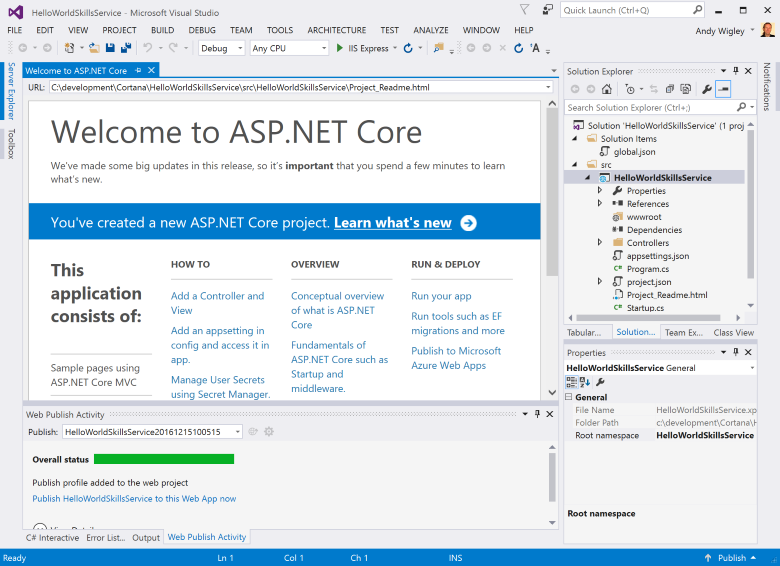 HelloWorldSkillsService - Microsoft Visual Studio
Quick Launch (Ctrl+Q)
FILE EDIT VIEW PROJECT BUILD DEBUG TEAM TOOLS ARCHITECTURE TEST ANALYZE WINDOW HELP
Andy Wigley
Debug Any CPU IIS Express
Server Explorer
Toolbox
Welcome to ASP.NET Core
URL: C:\development\Cortana\HelloWorldSkillsService\src\HelloWorldSkillsService\Project_Readme.html
Welcome to ASP.NET Core
We've made some big updates in this release, so it's important that you spend a few minutes to learn
what's new.
You've created a new ASP.NET Core project. Learn what's new
This
application
consists of:
Sample pages using
ASP.NET Core MVC
HOW TO
Add a Controller and
View
Add an appsetting in
config and access it in
app.
Manage User Secrets
using Secret Manager.
OVERVIEW
Conceptual overview
of what is ASP.NET
Core
Fundamentals of
ASP.NET Core such as
Startup and
middleware.
RUN & DEPLOY
Run your app
Run tools such as EF
migrations and more
Publish to Microsoft
Azure Web Apps
Web Publish Activity
Publish: HelloWorldSkillsService20161215100515
Overall status
Publish profile added to the web project
Publish HelloWorldSkillsService to this Web App now
C# Interactive Error List... Output Web Publish Activity
Solution Explorer
Search Solution Explorer (Ctrl+;)
Solution 'HelloWorldSkillsService' (1 proj
Solution Items
global.json
src
HelloWorldSkillsService
Properties
References
wwwroot
Dependencies
Controllers
appsettings.json
C# Program.cs
project.json
Project_Readme.html
C# Startup.cs
Tabular... Solution... Team Ex... Class View
Properties
HelloWorldSkillsService General
General
File Name HelloWorldSkillsService.xp
Folder Path c:\development\Cortana\H
Root namespace HelloWorldSkillsService
Root namespace
Notifications
Ready Ln 1 Col 1 Ch 1 INS Publish